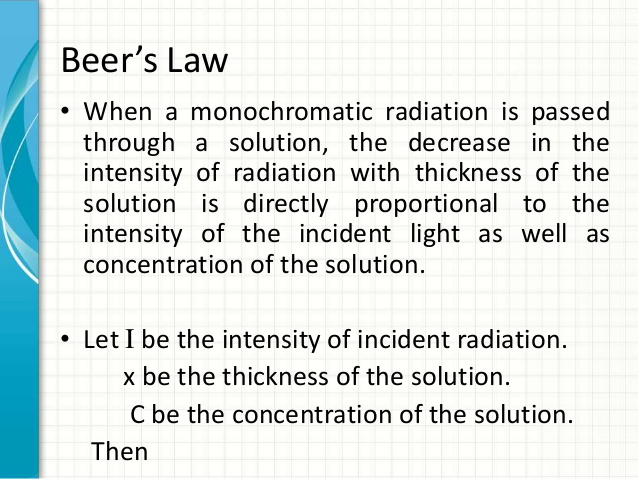 Beer’s Law
• When a monochromatic radiation is passed
through a solution, the decrease in the
intensity of radiation with thickness of the
solution is directly proportional to the
intensity of the incident light as well as
concentration of the solution.
• Let I be the intensity of incident radiation.
x be the thickness of the solution.
C be the concentration of the solution.
Then